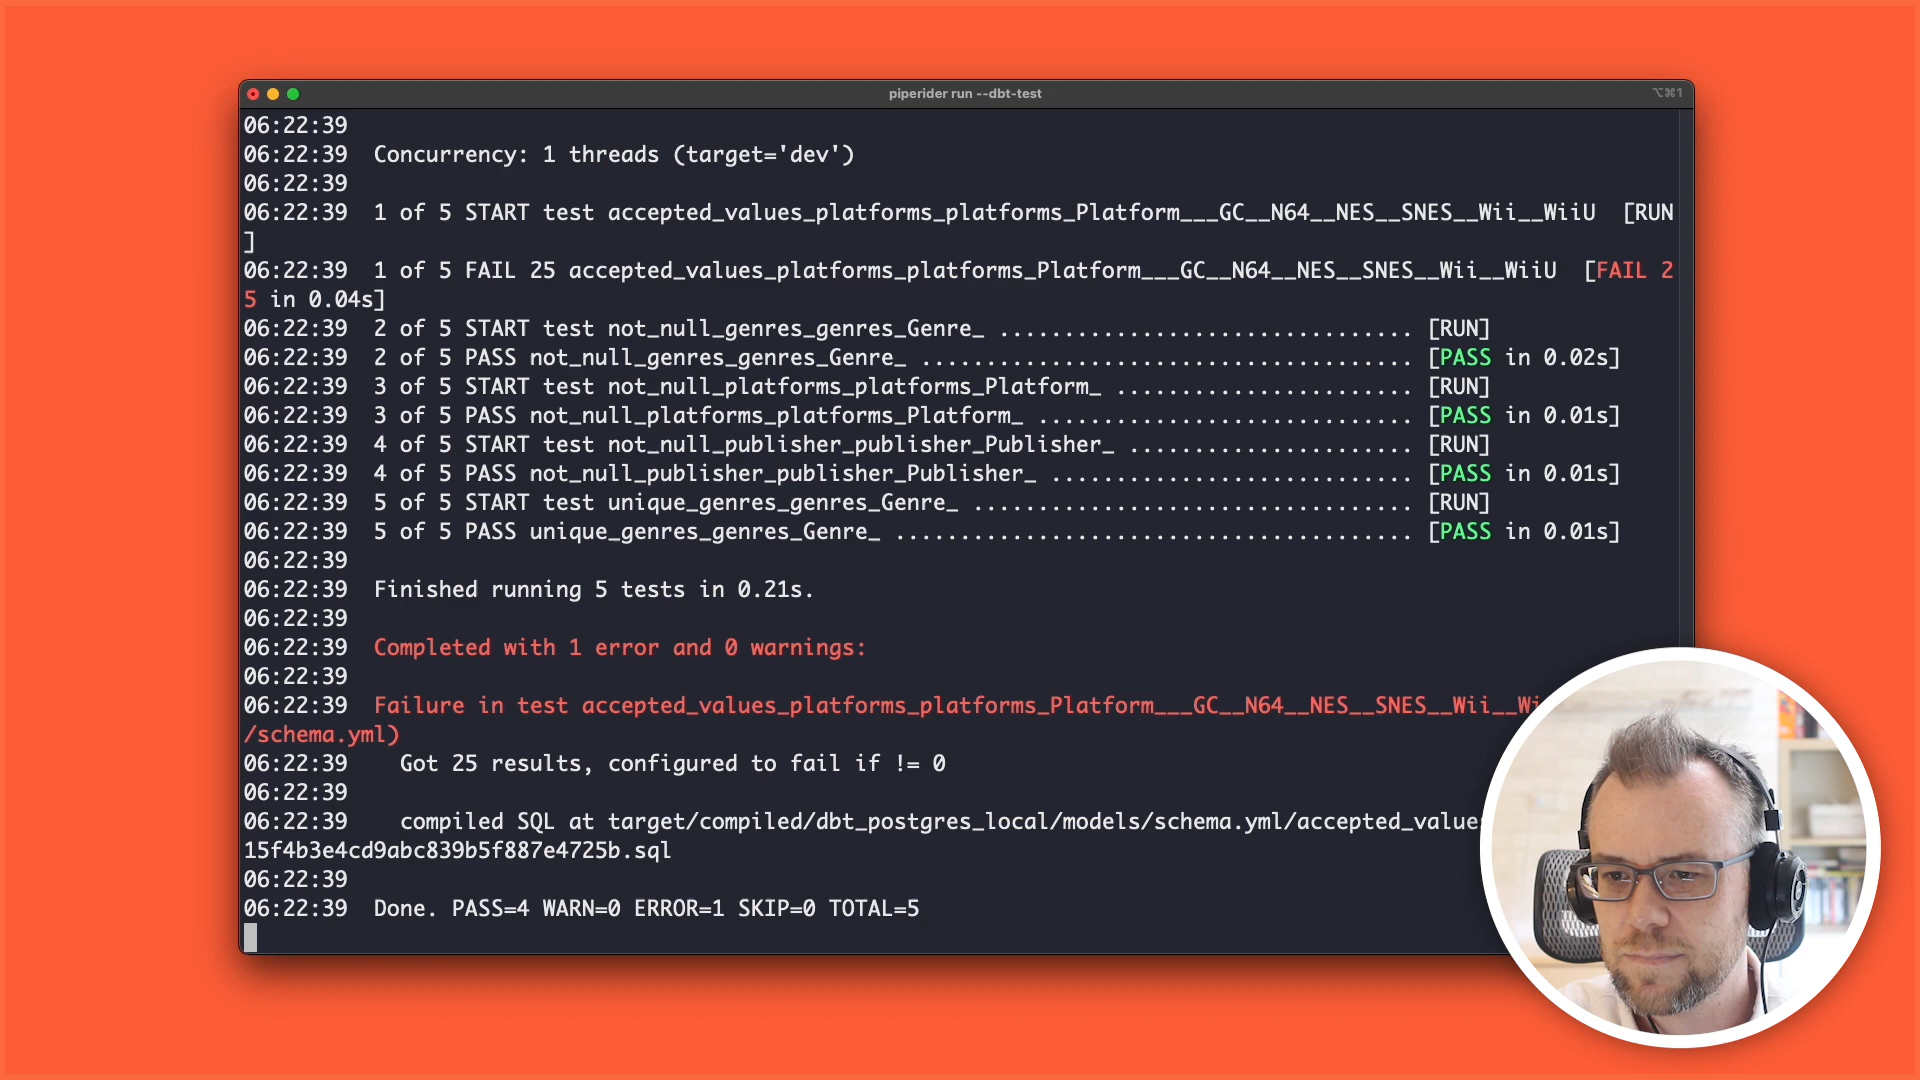 piperider run --dbt-test
⌥⌘1
06:22:39
06:22:39  Concurrency: 1 threads (target='dev')
06:22:39
06:22:39  1 of 5 START test accepted_values_platforms_platforms_Platform___GC__N64__NES__SNES__Wii__WiiU  [RUN
]
06:22:39  1 of 5 FAIL 25 accepted_values_platforms_platforms_Platform___GC__N64__NES__SNES__Wii__WiiU  [FAIL 2
5 in 0.04s]
06:22:39  2 of 5 START test not_null_genres_genres_Genre_ ................................ [RUN]
06:22:39  2 of 5 PASS not_null_genres_genres_Genre_ ...................................... [PASS in 0.02s]
06:22:39  3 of 5 START test not_null_platforms_platforms_Platform_ ....................... [RUN]
06:22:39  3 of 5 PASS not_null_platforms_platforms_Platform_ ............................. [PASS in 0.01s]
06:22:39  4 of 5 START test not_null_publisher_publisher_Publisher_ ...................... [RUN]
06:22:39  4 of 5 PASS not_null_publisher_publisher_Publisher_ ............................ [PASS in 0.01s]
06:22:39  5 of 5 START test unique_genres_genres_Genre_ .................................. [RUN]
06:22:39  5 of 5 PASS unique_genres_genres_Genre_ ........................................ [PASS in 0.01s]
06:22:39
06:22:39  Finished running 5 tests in 0.21s.
06:22:39
06:22:39  Completed with 1 error and 0 warnings:
06:22:39
06:22:39  Failure in test accepted_values_platforms_platforms_Platform___GC__N64__NES__SNES__Wii__Wi
/schema.yml)
06:22:39    Got 25 results, configured to fail if != 0
06:22:39
06:22:39    compiled SQL at target/compiled/dbt_postgres_local/models/schema.yml/accepted_values
15f4b3e4cd9abc839b5f887e4725b.sql
06:22:39
06:22:39  Done. PASS=4 WARN=0 ERROR=1 SKIP=0 TOTAL=5